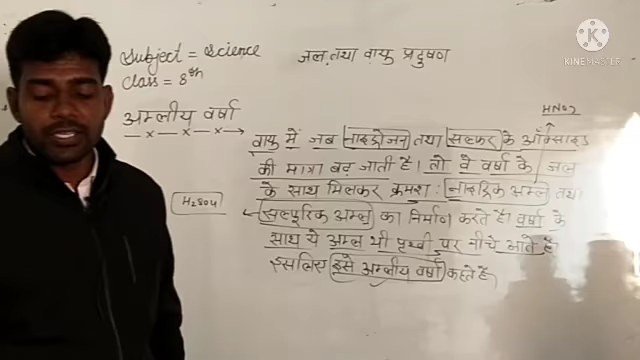 Subject = Science
Class = 8th
जल तथा वायु प्रदुषण
KINEMASTER
अम्लीय वर्षा
वायु में जब नाइट्रोजन तथा सल्फर के ऑक्साइड
की मात्रा बढ़ जाती है। तो वे वर्षा के जल
के साथ मिलकर क्रमश: नाइट्रिक अम्ल तथा
H₂SO₄
सल्फ्यूरिक अम्ल का निर्माण करते है। वर्षा के
साथ ये अम्ल भी पृथ्वी पर नीचे आते है
इसलिए इसे अम्लीय वर्षा कहते है।